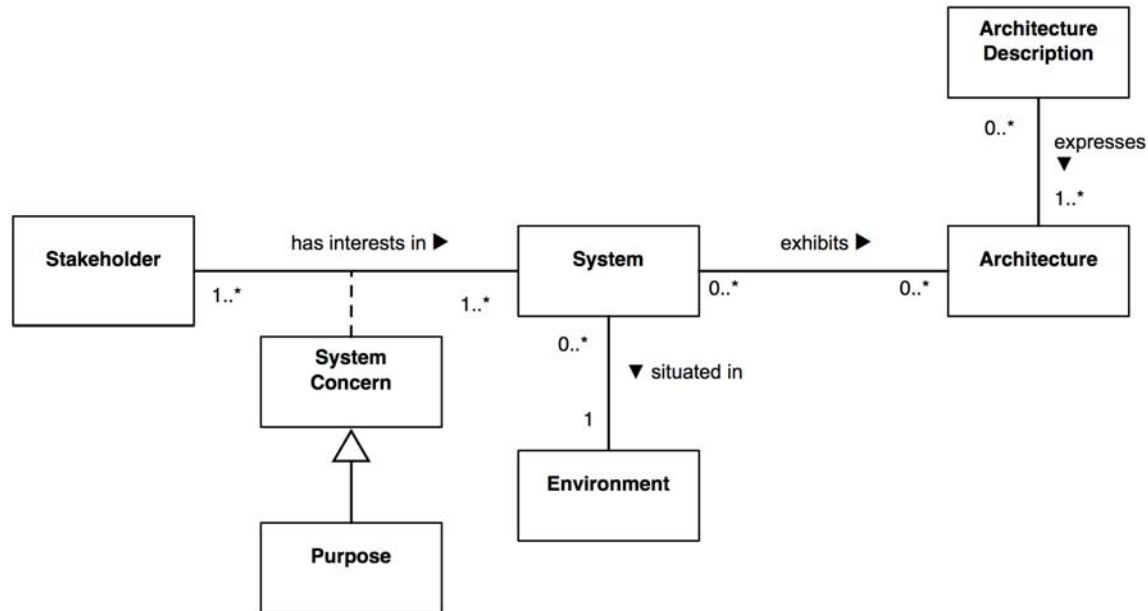 Architecture
Description
0..*
expresses
▼
1..*
Stakeholder
has interests in ►
System
exhibits ►
Architecture
1..*
1..*
0..*
0..*
System
Concern
0..*
▼ situated in
1
Environment
Purpose